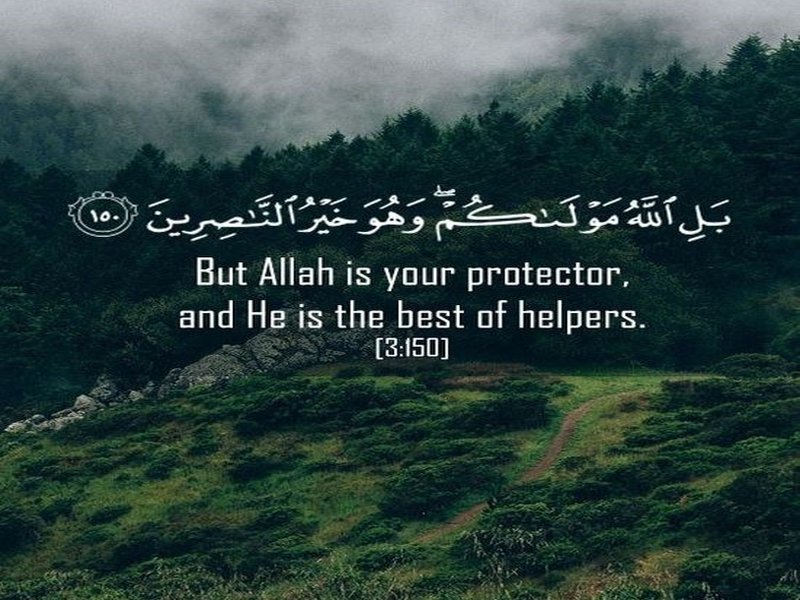 بَلِ ٱللَّهُ مَوۡلَىٰكُمۡۖ وَهُوَ خَيۡرُ ٱلنَّـٰصِرِينَ ١٥٠
But Allah is your protector,
and He is the best of helpers.
[3:150]